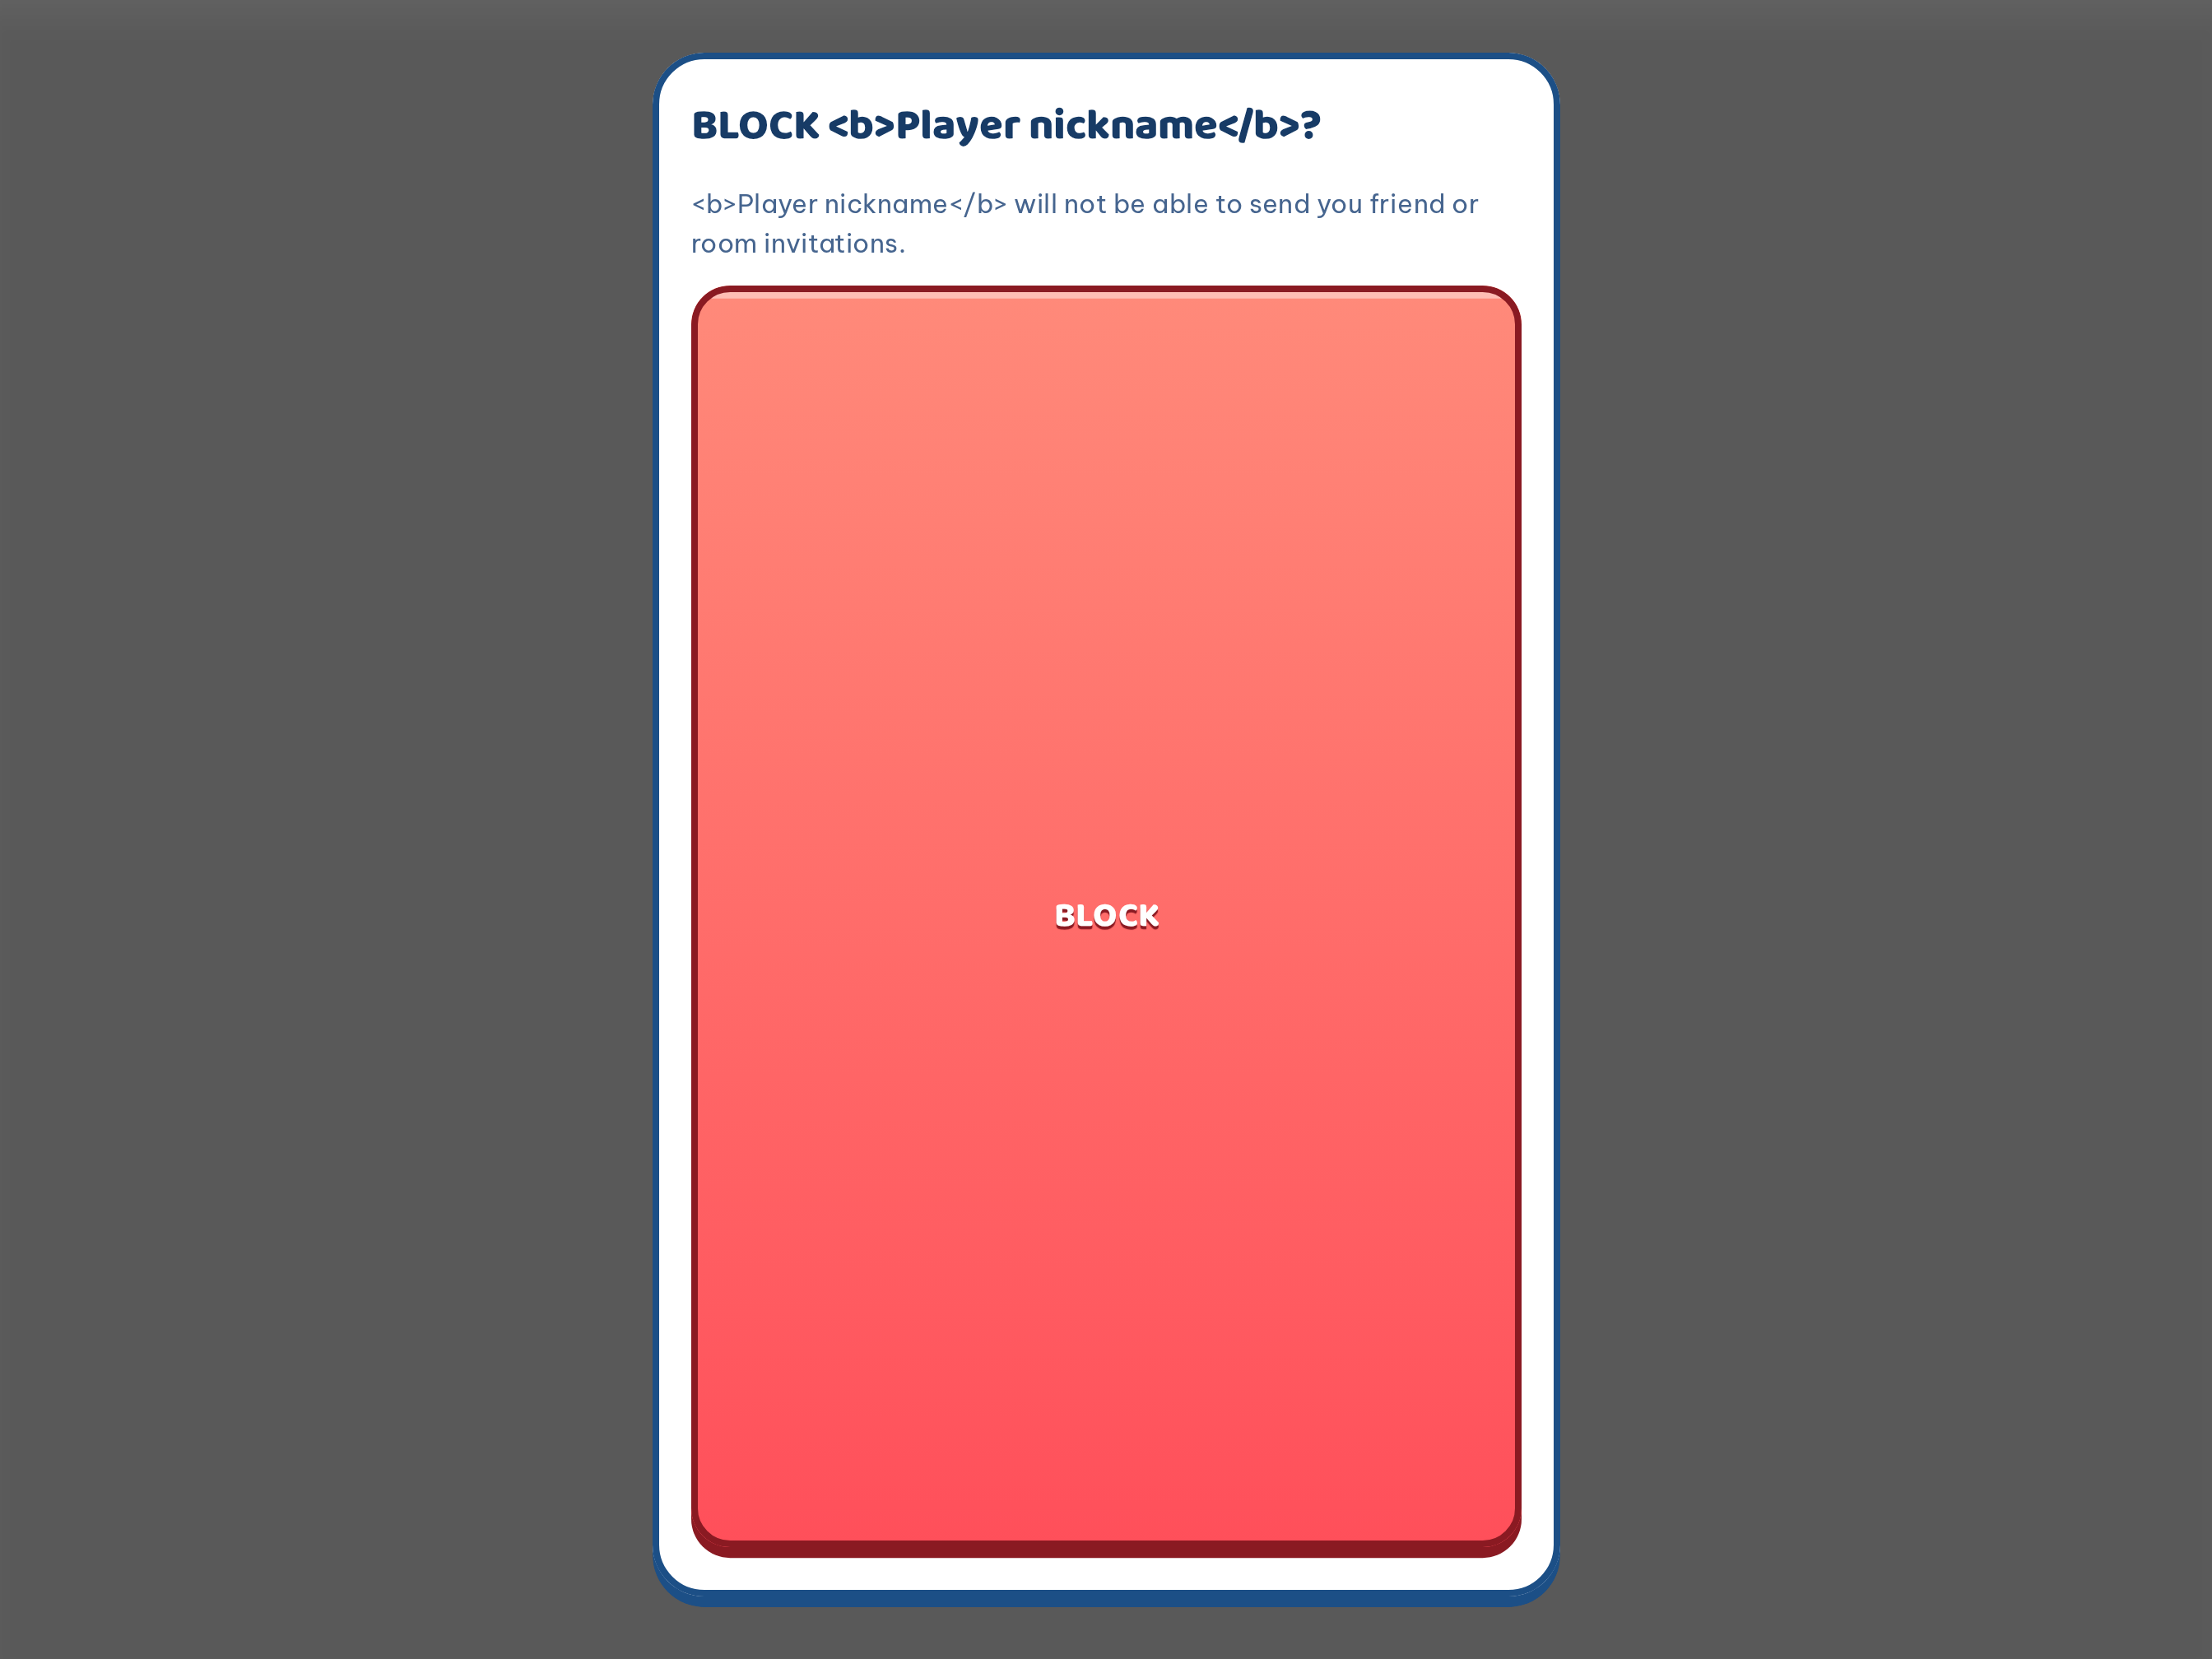 BLOCK <b>Player nickname</b>?
<b>Player nickname</b> will not be able to send you friend or
room invitations.
BLOCK